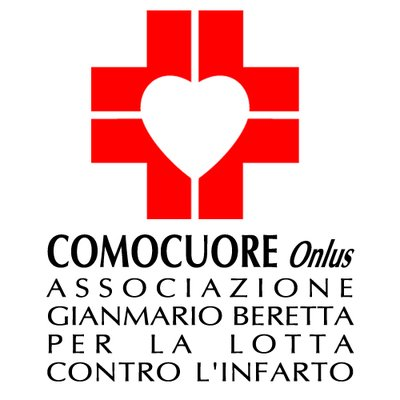 COMOCUORE Onlus
ASSOCIAZIONE
GIANMARIO BERETTA
PER LA LOTTA
CONTRO L'INFARTO